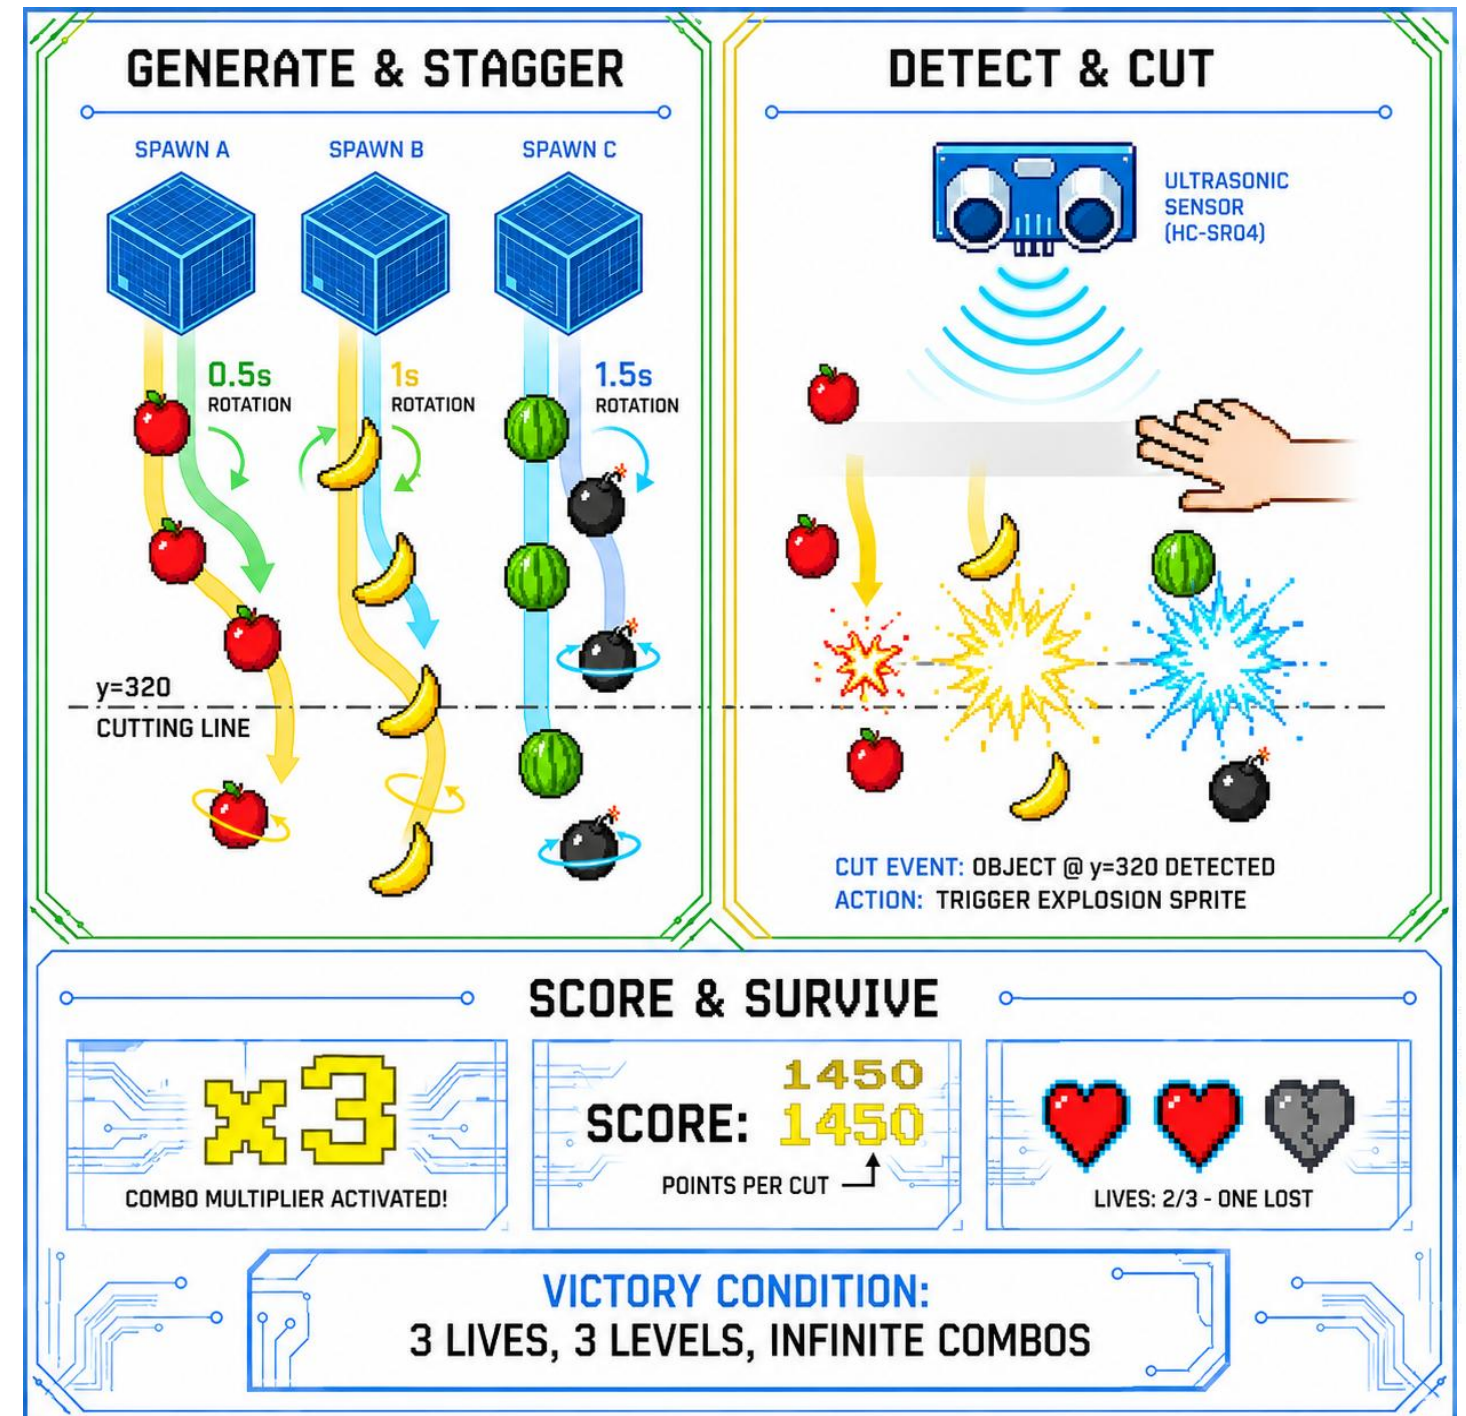 GENERATE & STAGGER
SPAWN A
SPAWN B
SPAWN C
0.5s
ROTATION
1s
ROTATION
1.5s
ROTATION
y=320
CUTTING LINE
DETECT & CUT
ULTRASONIC
SENSOR
(HC-SR04)
CUT EVENT: OBJECT @ y=320 DETECTED
ACTION: TRIGGER EXPLOSION SPRITE
SCORE & SURVIVE
x3
COMBO MULTIPLIER ACTIVATED!
1450
SCORE: 1450
POINTS PER CUT
LIVES: 2/3 - ONE LOST
VICTORY CONDITION:
3 LIVES, 3 LEVELS, INFINITE COMBOS